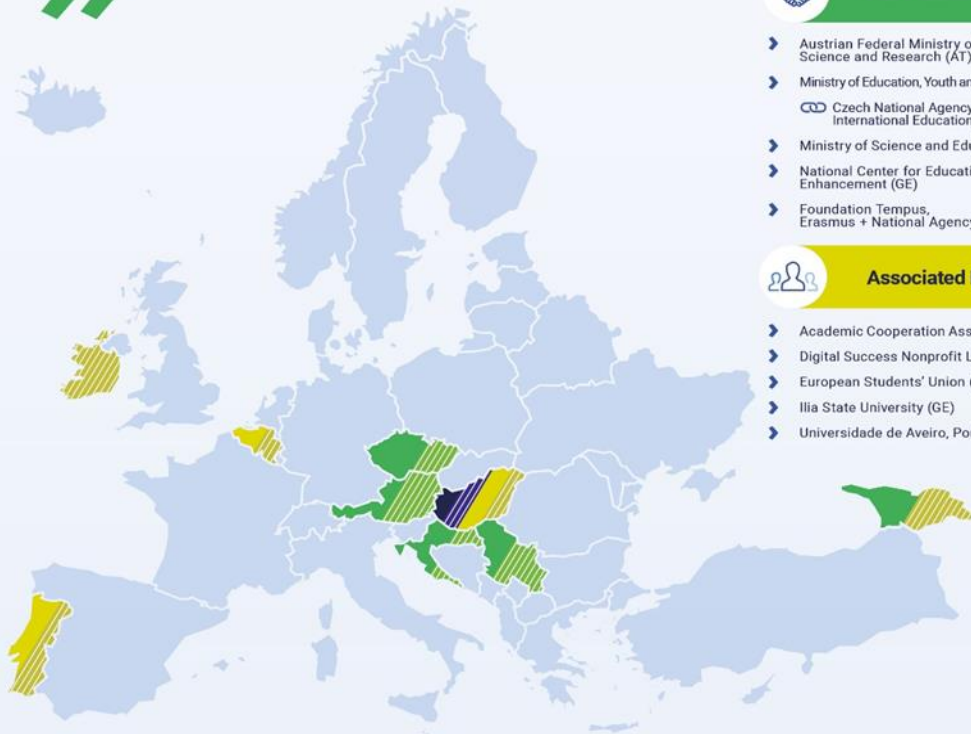 Austrian Federal Ministry o
Science and Research (AT)
Ministry of Education, Youth an
Czech National Agency
International Education
Ministry of Science and Edu
National Center for Educati
Enhancement (GE)
Foundation Tempus,
Erasmus + National Agency
Associated
Academic Cooperation Ass
Digital Success Nonprofit L
European Students' Union
Ilia State University (GE)
Universidade de Aveiro, Po